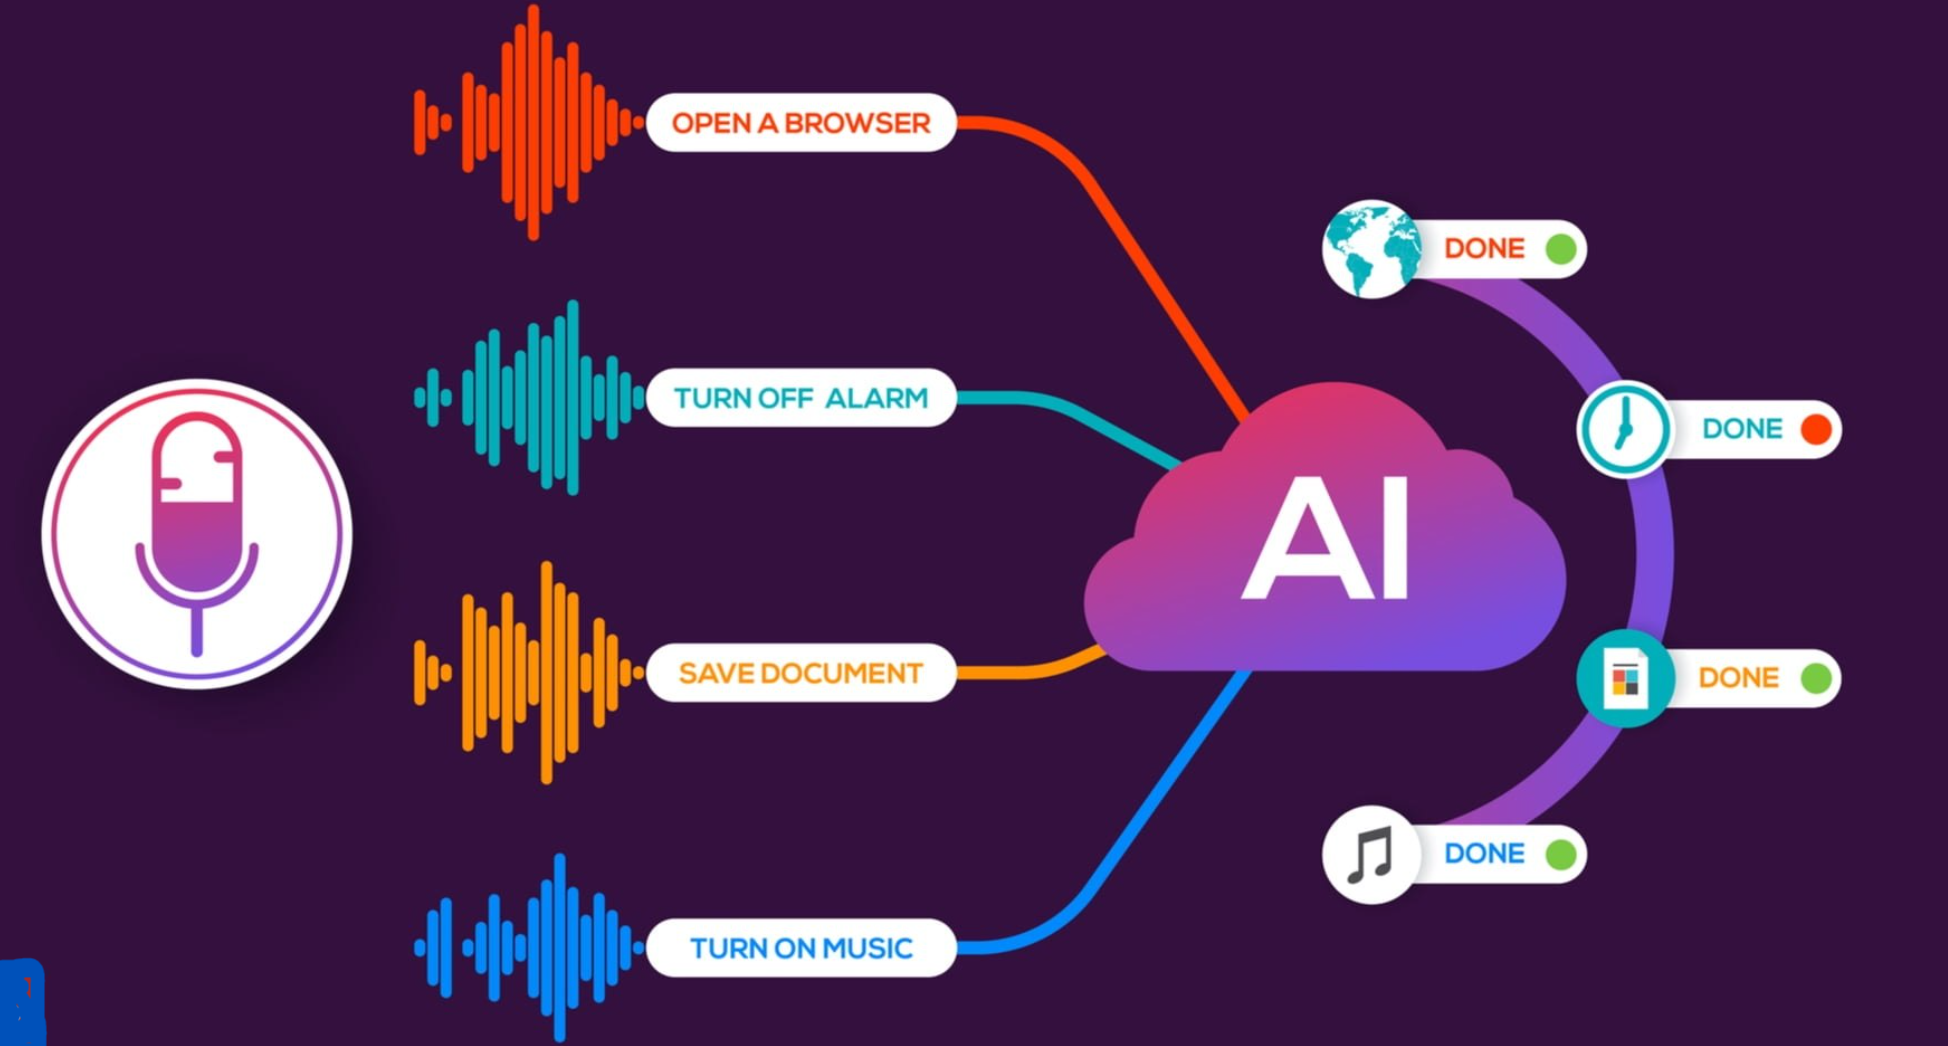 OPEN A BROWSER
TURN OFF ALARM
SAVE DOCUMENT
TURN ON MUSIC
AI
DONE
DONE
DONE
DONE